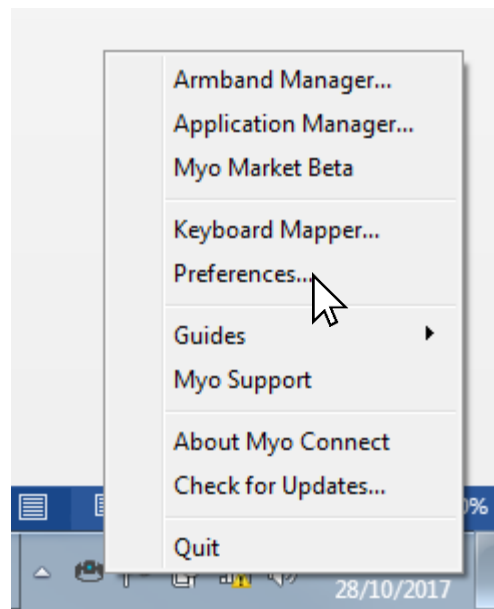 Armband Manager...
Application Manager...
Myo Market Beta
Keyboard Mapper...
Preferences...
Guides
Myo Support
About Myo Connect
Check for Updates...
Quit
%
28/10/2017